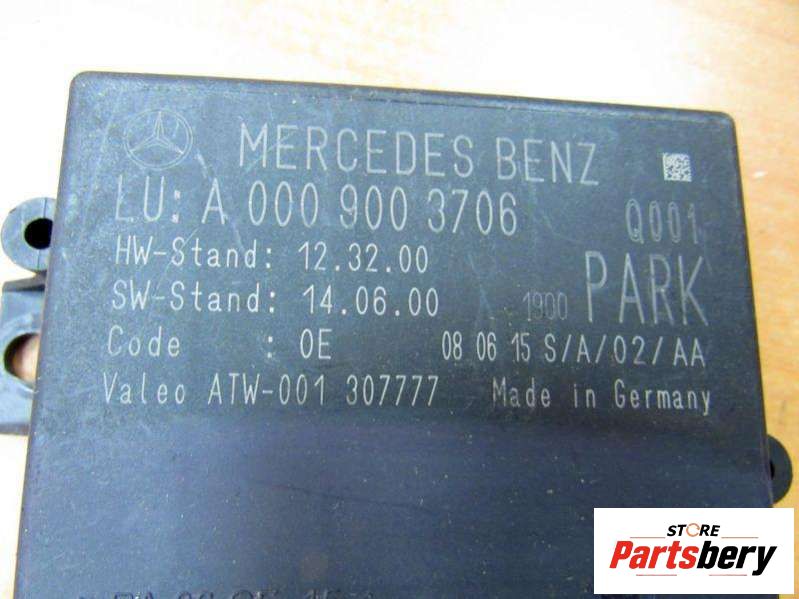 MERCEDES BENZ
LU: A 000 900 3706 Q001
HW-Stand: 12.32.00
SW-Stand: 14.06.00 1900 PARK
Code : 0E 08 06 15 S/A/02/AA
Valeo ATW-001 307777 Made in Germany
STORE
Partsbery